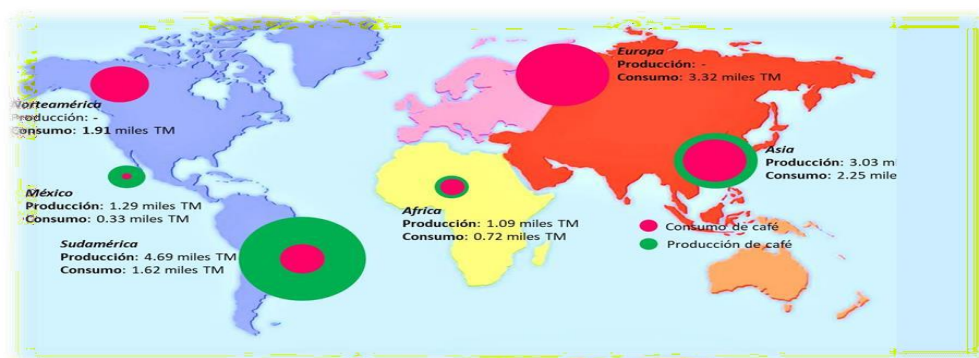 Norteamérica
Producción: -
Consumo: 1.91 miles TM
México
Producción: 1.29 miles TM
Consumo: 0.33 miles TM
Sudamérica
Producción: 4.69 miles TM
Consumo: 1.62 miles TM
Europa
Producción: -
Consumo: 3.32 miles TM
Africa
Producción: 1.09 miles TM
Consumo: 0.72 miles TM
Asia
Producción: 3.03 mi
Consumo: 2.25 mile
Consumo de café
Producción de café